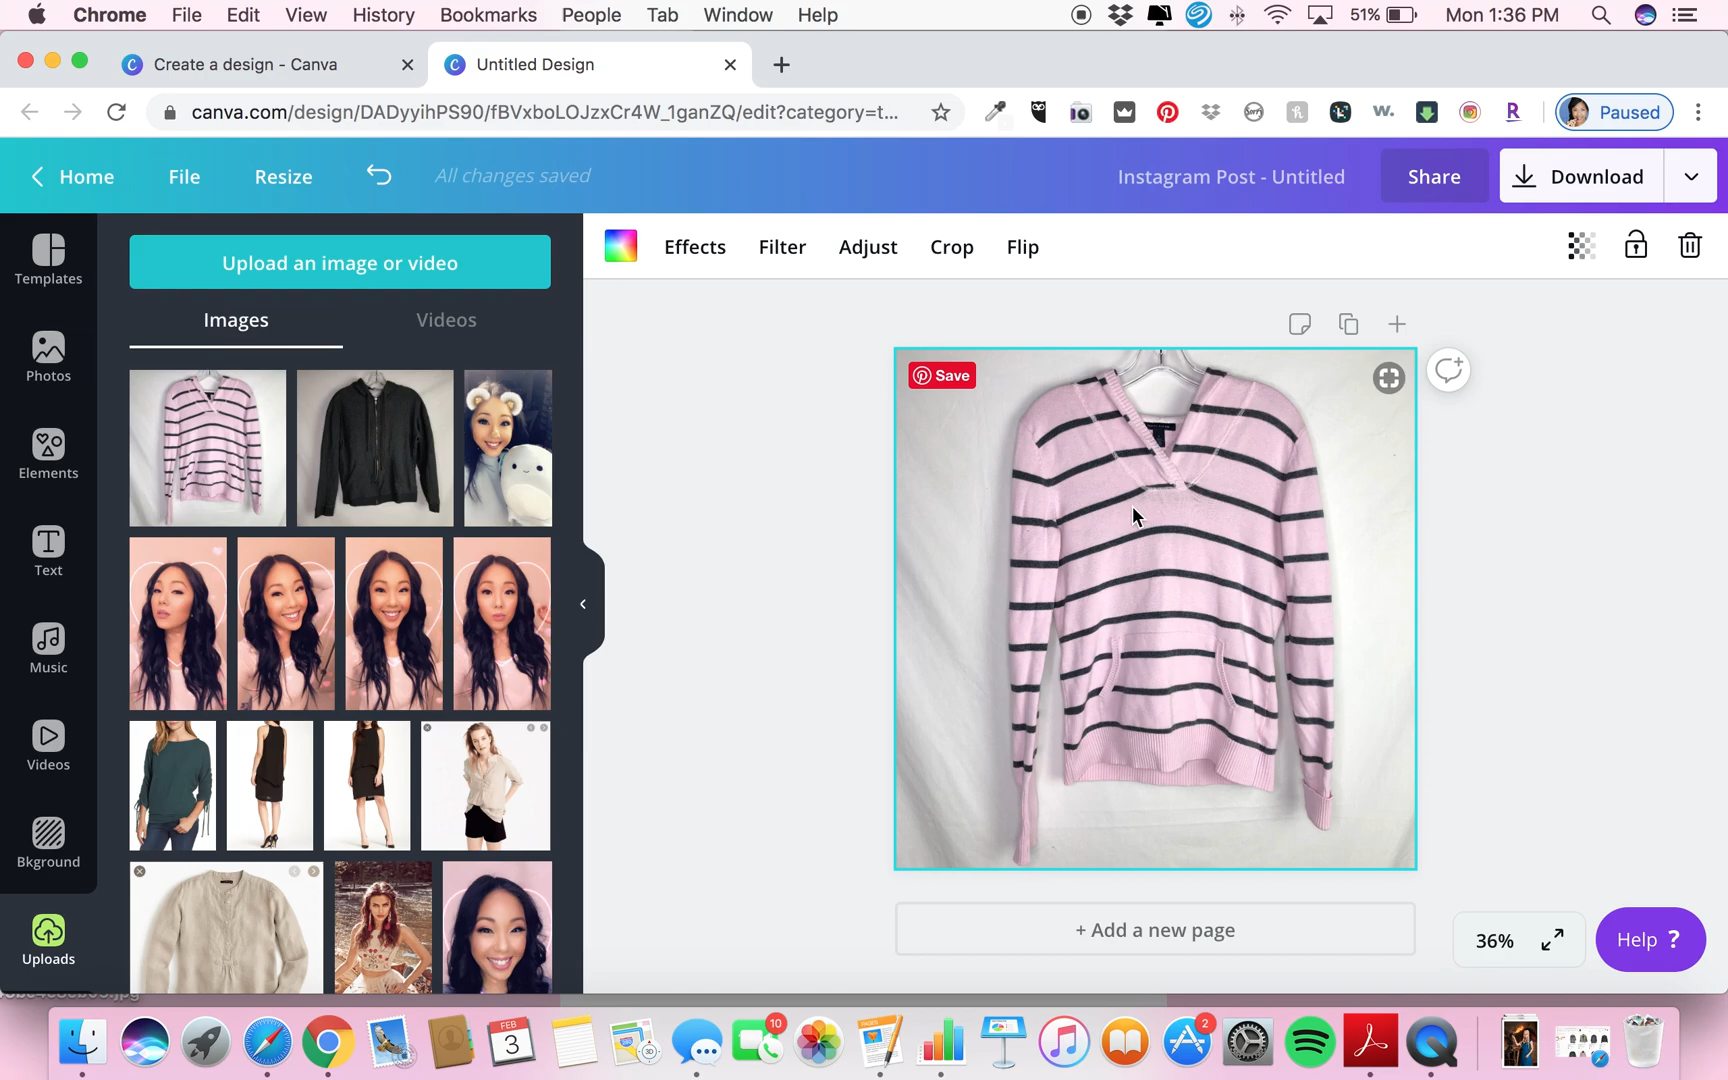 Chrome File Edit View History Bookmarks People Tab Window Help 51% Mon 1:36 PM
Create a design - Canva Untitled Design
canva.com/design/DADyyihPS90/fBVxboLOJzxCr4W_1ganZQ/edit?category=t... Paused
Home File Resize All changes saved Instagram Post - Untitled Share Download
Templates
Photos
Elements
Text
Music
Videos
Bkground
Uploads
Upload an image or video
Images Videos
Effects Filter Adjust Crop Flip
Save
+ Add a new page
36%
Help ?
10
FEB
3
3D
PAGES
2